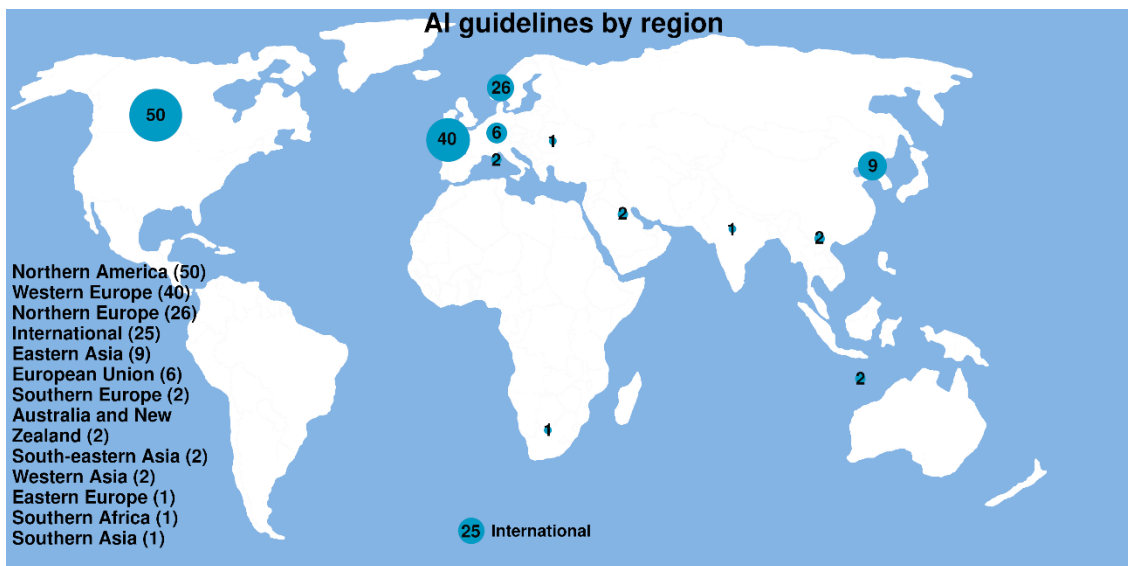 AI guidelines by region
50
26
40
6
1
2
9
2
1
2
2
1
Northern America (50)
Western Europe (40)
Northern Europe (26)
International (25)
Eastern Asia (9)
European Union (6)
Southern Europe (2)
Australia and New
Zealand (2)
South-eastern Asia (2)
Western Asia (2)
Eastern Europe (1)
Southern Africa (1)
Southern Asia (1)
25 International